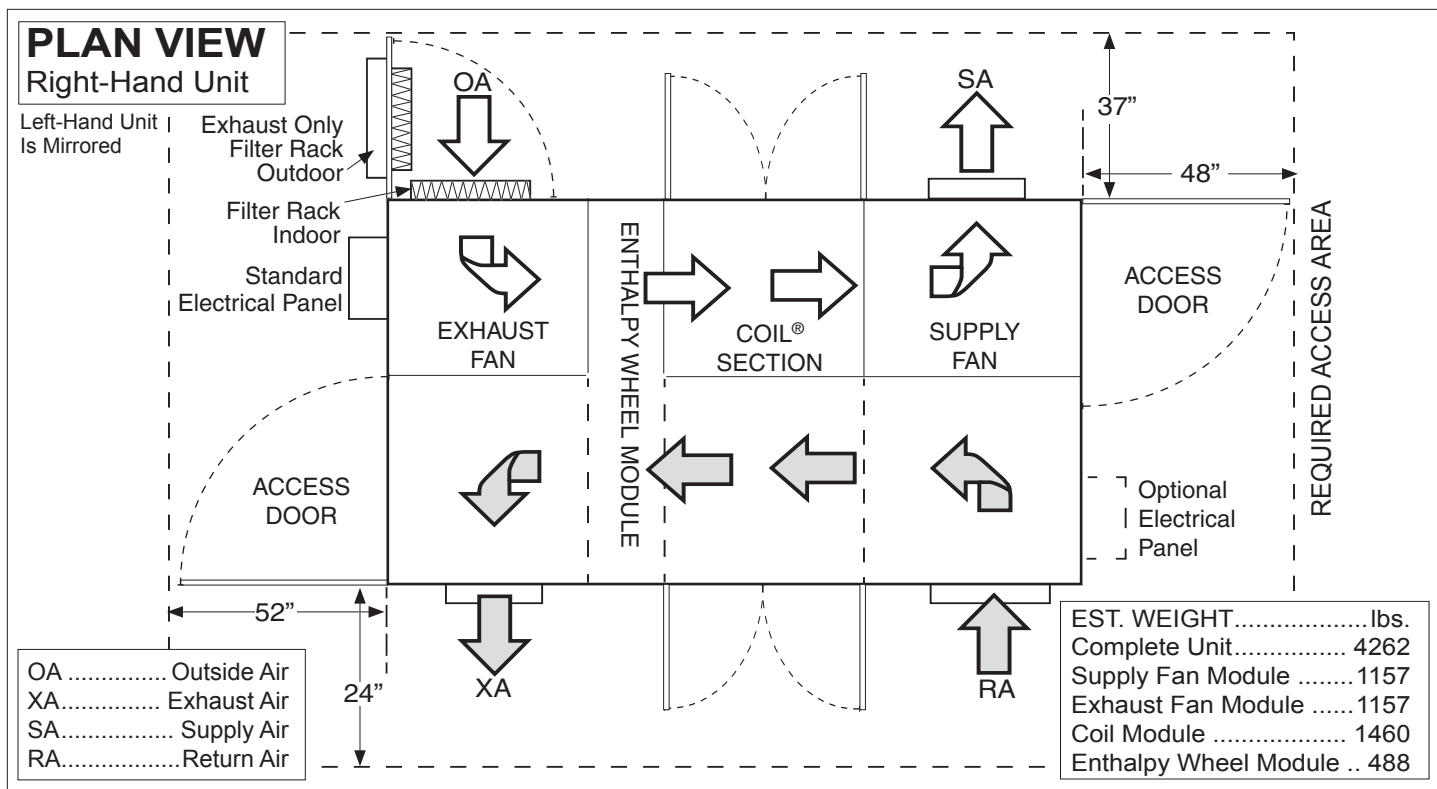 PLAN VIEW
Right-Hand Unit
Left-Hand Unit
Is Mirrored
Exhaust Only
Filter Rack
Outdoor
Filter Rack
Indoor
Standard
Electrical Panel
OA
SA
37”
48”
EXHAUST
FAN
ENTHALPY WHEEL MODULE
COIL®
SECTION
SUPPLY
FAN
ACCESS
DOOR
REQUIRED ACCESS AREA
ACCESS
DOOR
Optional
Electrical
Panel
52”
24”
XA
RA
OA ............... Outside Air
XA................ Exhaust Air
SA.................. Supply Air
RA...................Return Air
EST. WEIGHT...................lbs.
Complete Unit................ 4262
Supply Fan Module ........1157
Exhaust Fan Module ......1157
Coil Module .................. 1460
Enthalpy Wheel Module .. 488